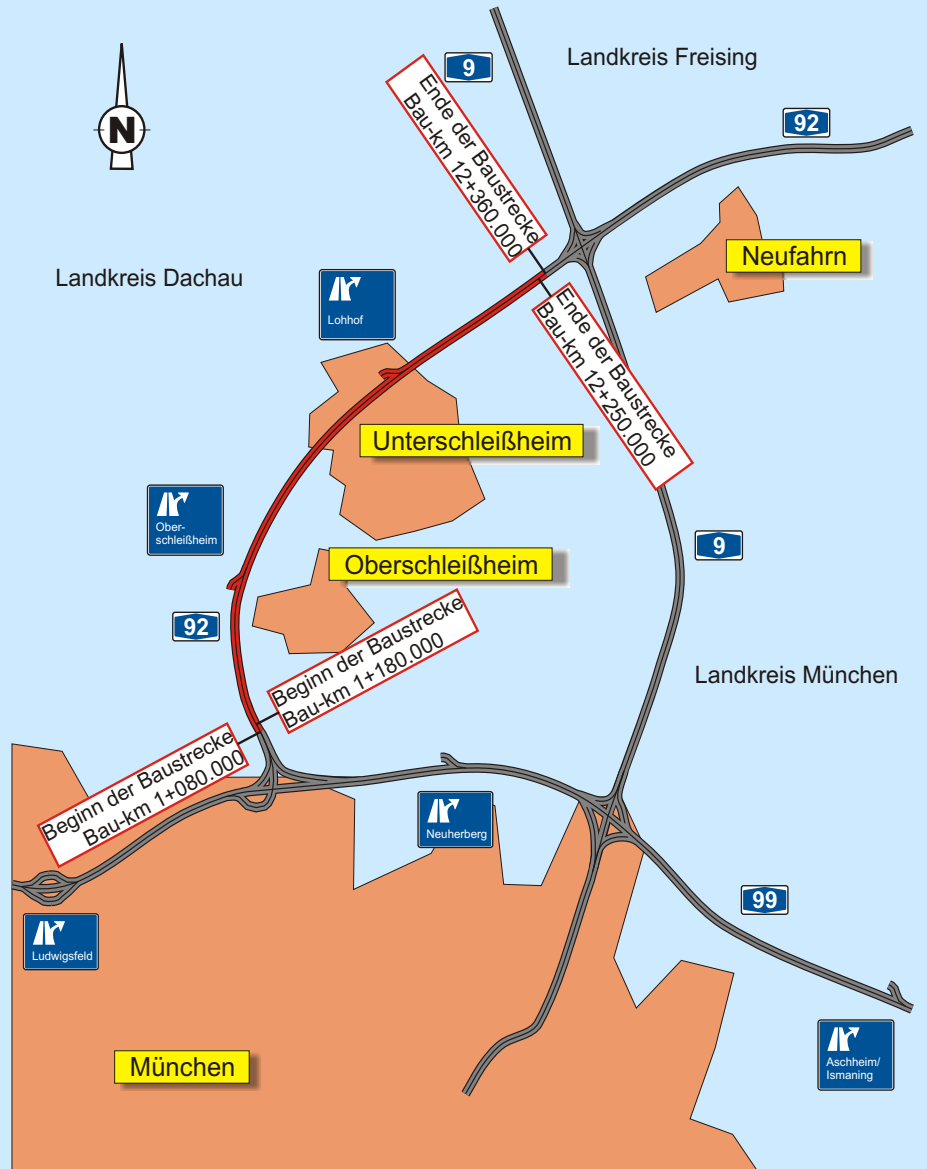 9
Landkreis Freising
Ende der Baustrecke
Bau-km 12+360.000
92
N
Neufahrn
Landkreis Dachau
Lohhof
Ende der Baustrecke
Bau-km 12+250.000
Unterschleißheim
Ober-
schleißheim
9
Oberschleißheim
92
Beginn der Baustrecke
Bau-km 1+180.000
Landkreis München
Beginn der Baustrecke
Bau-km 1+080.000
Neuherberg
99
Ludwigsfeld
München
Aschheim/
Ismaning